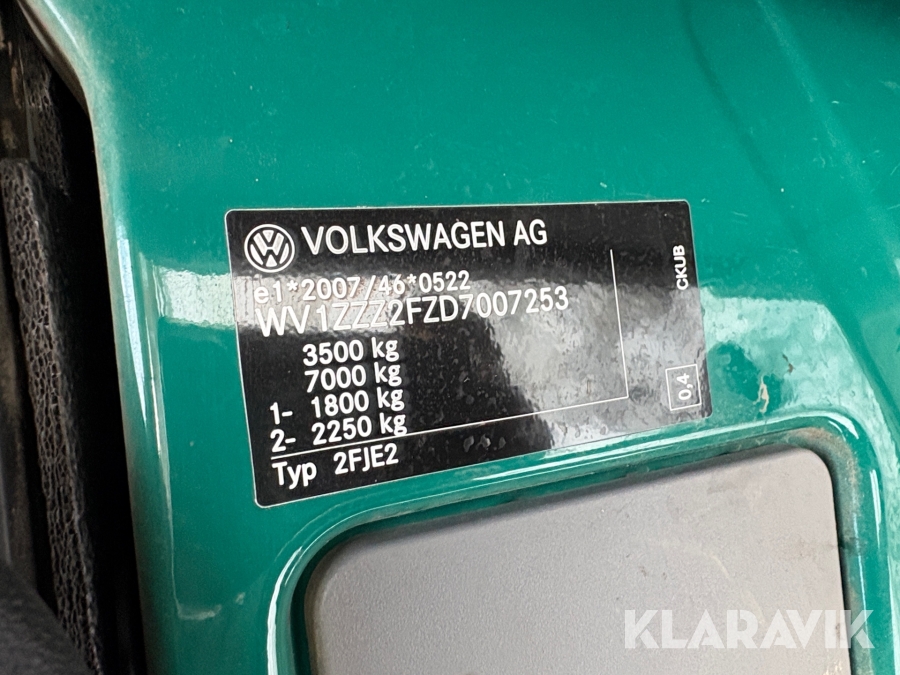 VOLKSWAGEN AG
e1*2007/46*0522
WV1ZZZ2FZD7007253
3500 kg
7000 kg
1- 1800 kg
2- 2250 kg
Typ 2FJE2
CKUB
0,4
KLARAVIK